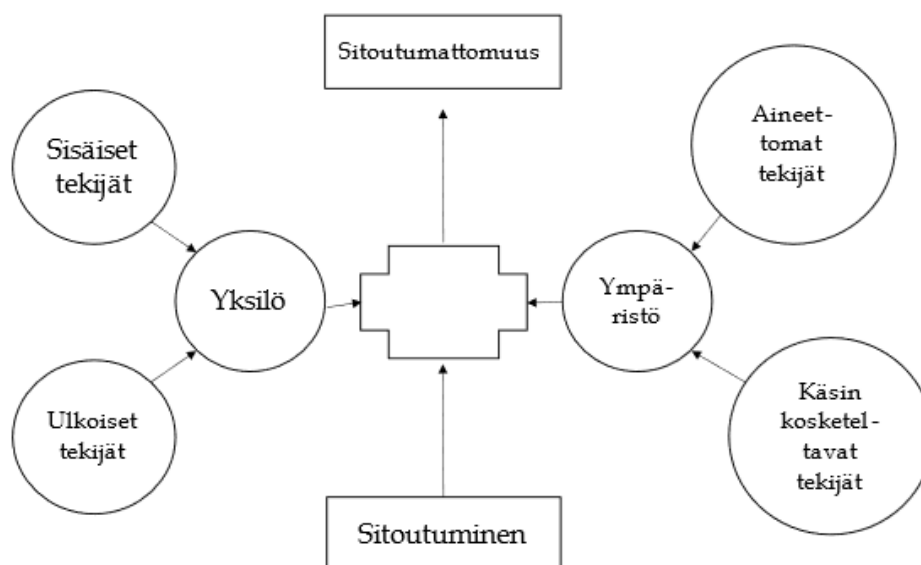 Sitoutumattomuus
Sisäiset
tekijät
Aineet-
tomat
tekijät
Yksilö
Ympä-
ristö
Ulkoiset
tekijät
Käsin
kosketel-
tavat
tekijät
Sitoutuminen